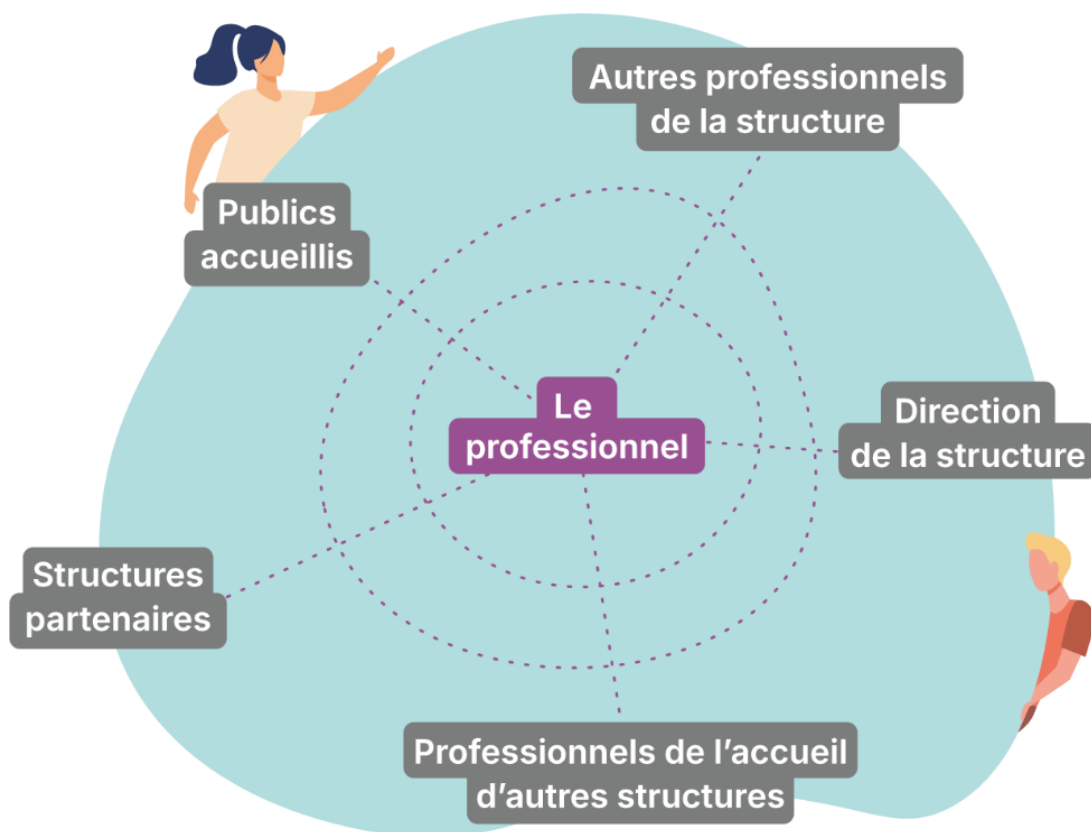 Autres professionnels
de la structure
Publics
accueillis
Le
professionnel
Direction
de la structure
Structures
partenaires
Professionnels de l’accueil
d’autres structures